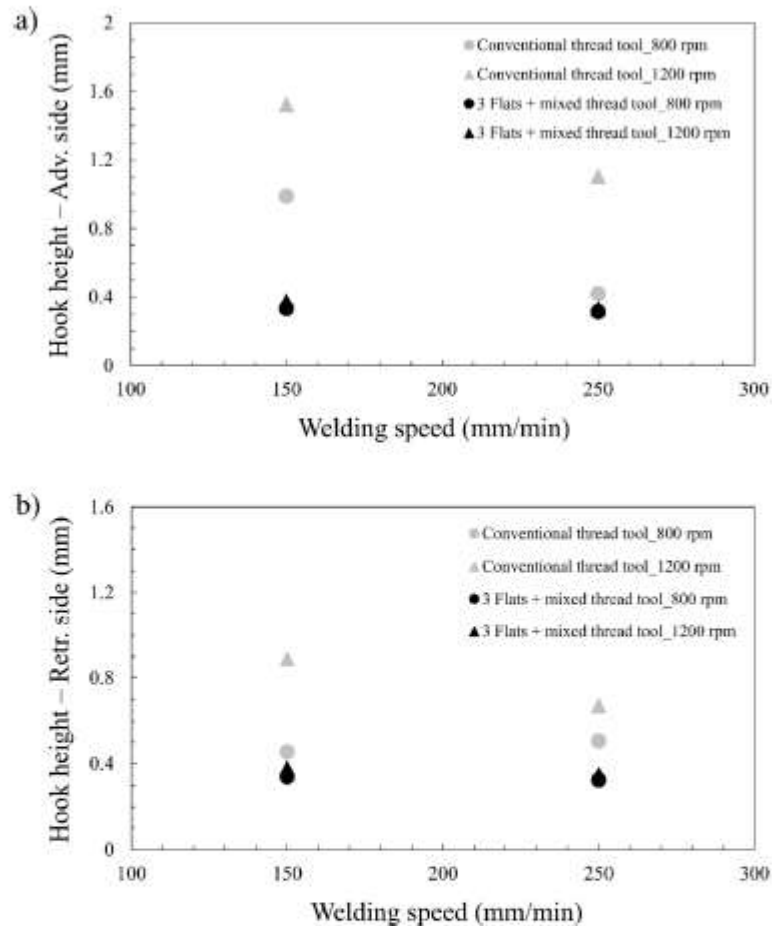 a)
Hook height – Adv. side (mm)
2
1.6
1.2
0.8
0.4
0
Conventional thread tool_800 rpm
Conventional thread tool_1200 rpm
3 Flats + mixed thread tool_800 rpm
3 Flats + mixed thread tool_1200 rpm
100
150
200
250
300
Welding speed (mm/min)
b)
Hook height – Retr. side (mm)
1.6
1.2
0.8
0.4
0
Conventional thread tool_800 rpm
Conventional thread tool_1200 rpm
3 Flats + mixed thread tool_800 rpm
3 Flats + mixed thread tool_1200 rpm
100
150
200
250
300
Welding speed (mm/min)